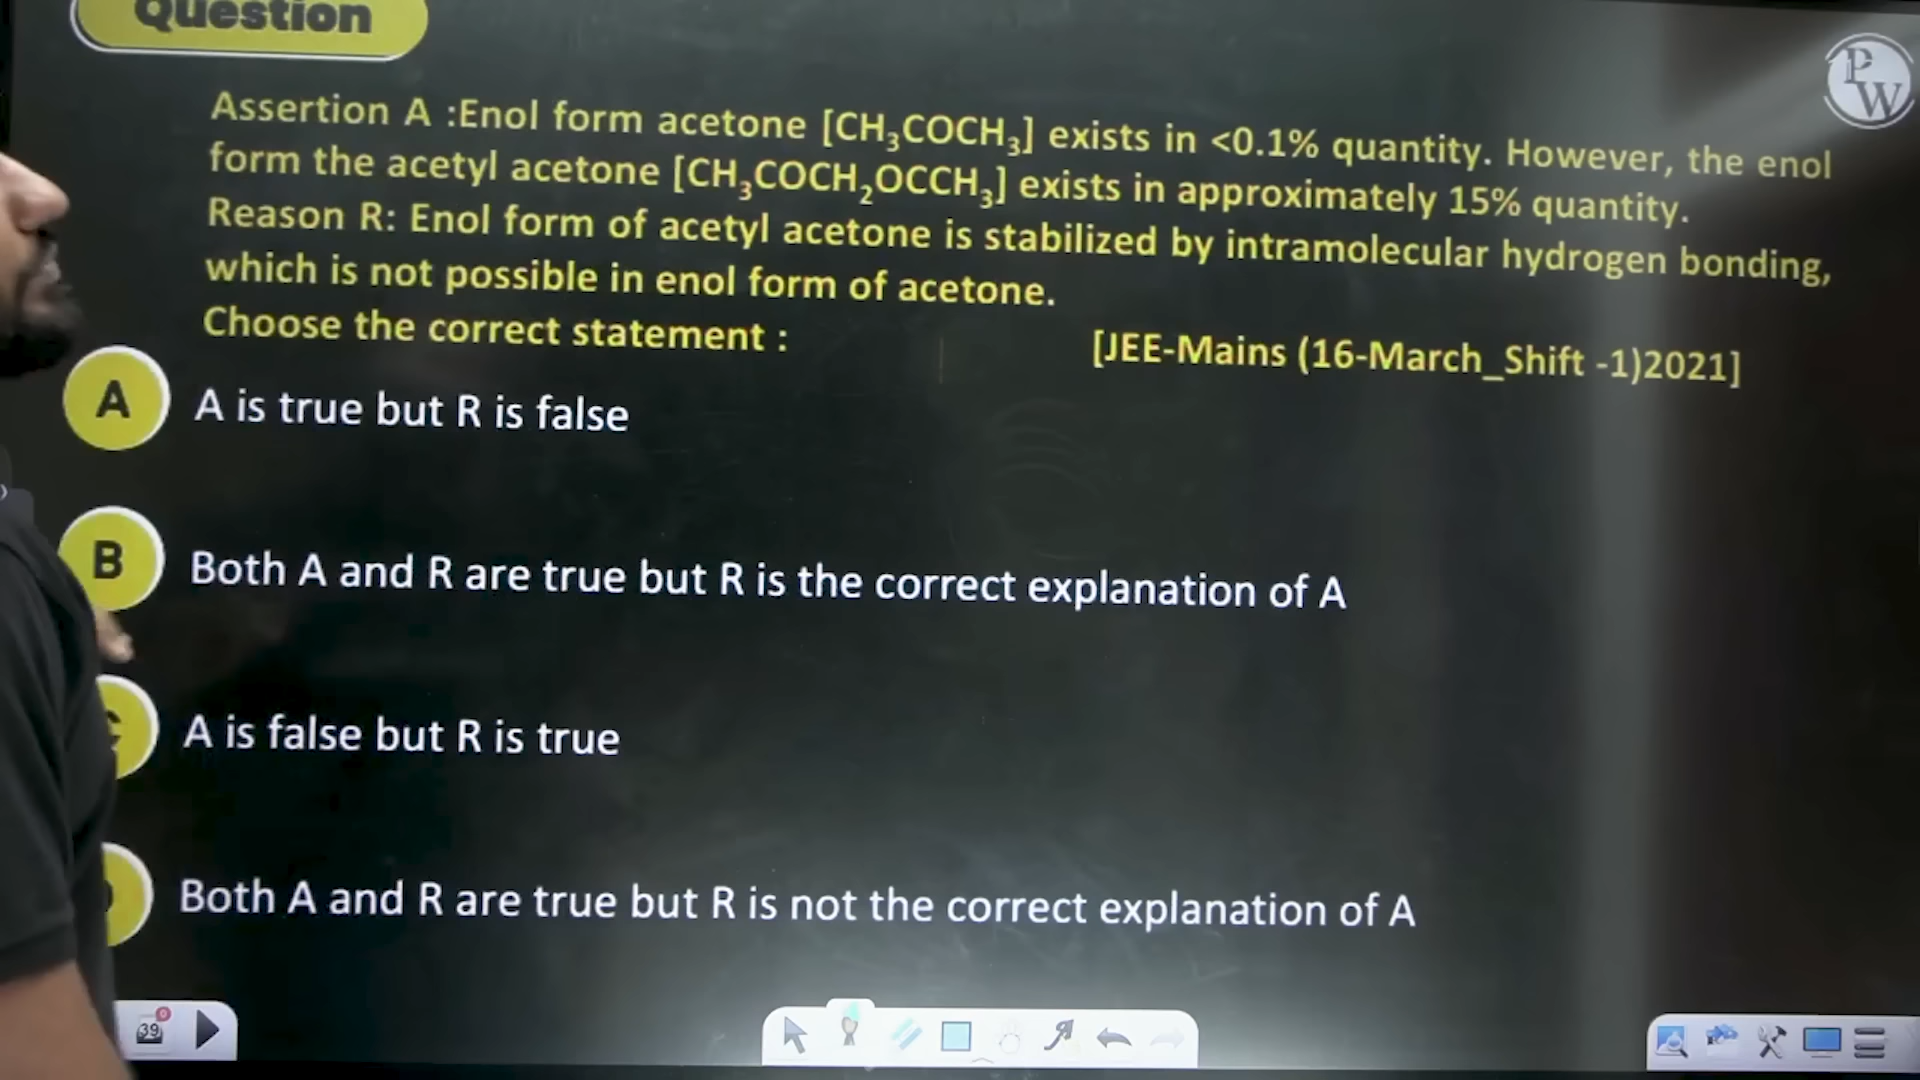 Question
PW
Assertion A :Enol form acetone [CH₃COCH₃] exists in <0.1% quantity. However, the enol
form the acetyl acetone [CH₃COCH₂OCCH₃] exists in approximately 15% quantity.
Reason R: Enol form of acetyl acetone is stabilized by intramolecular hydrogen bonding,
which is not possible in enol form of acetone.
Choose the correct statement :
[JEE-Mains (16-March_Shift -1)2021]
A A is true but R is false
B Both A and R are true but R is the correct explanation of A
A is false but R is true
Both A and R are true but R is not the correct explanation of A
39